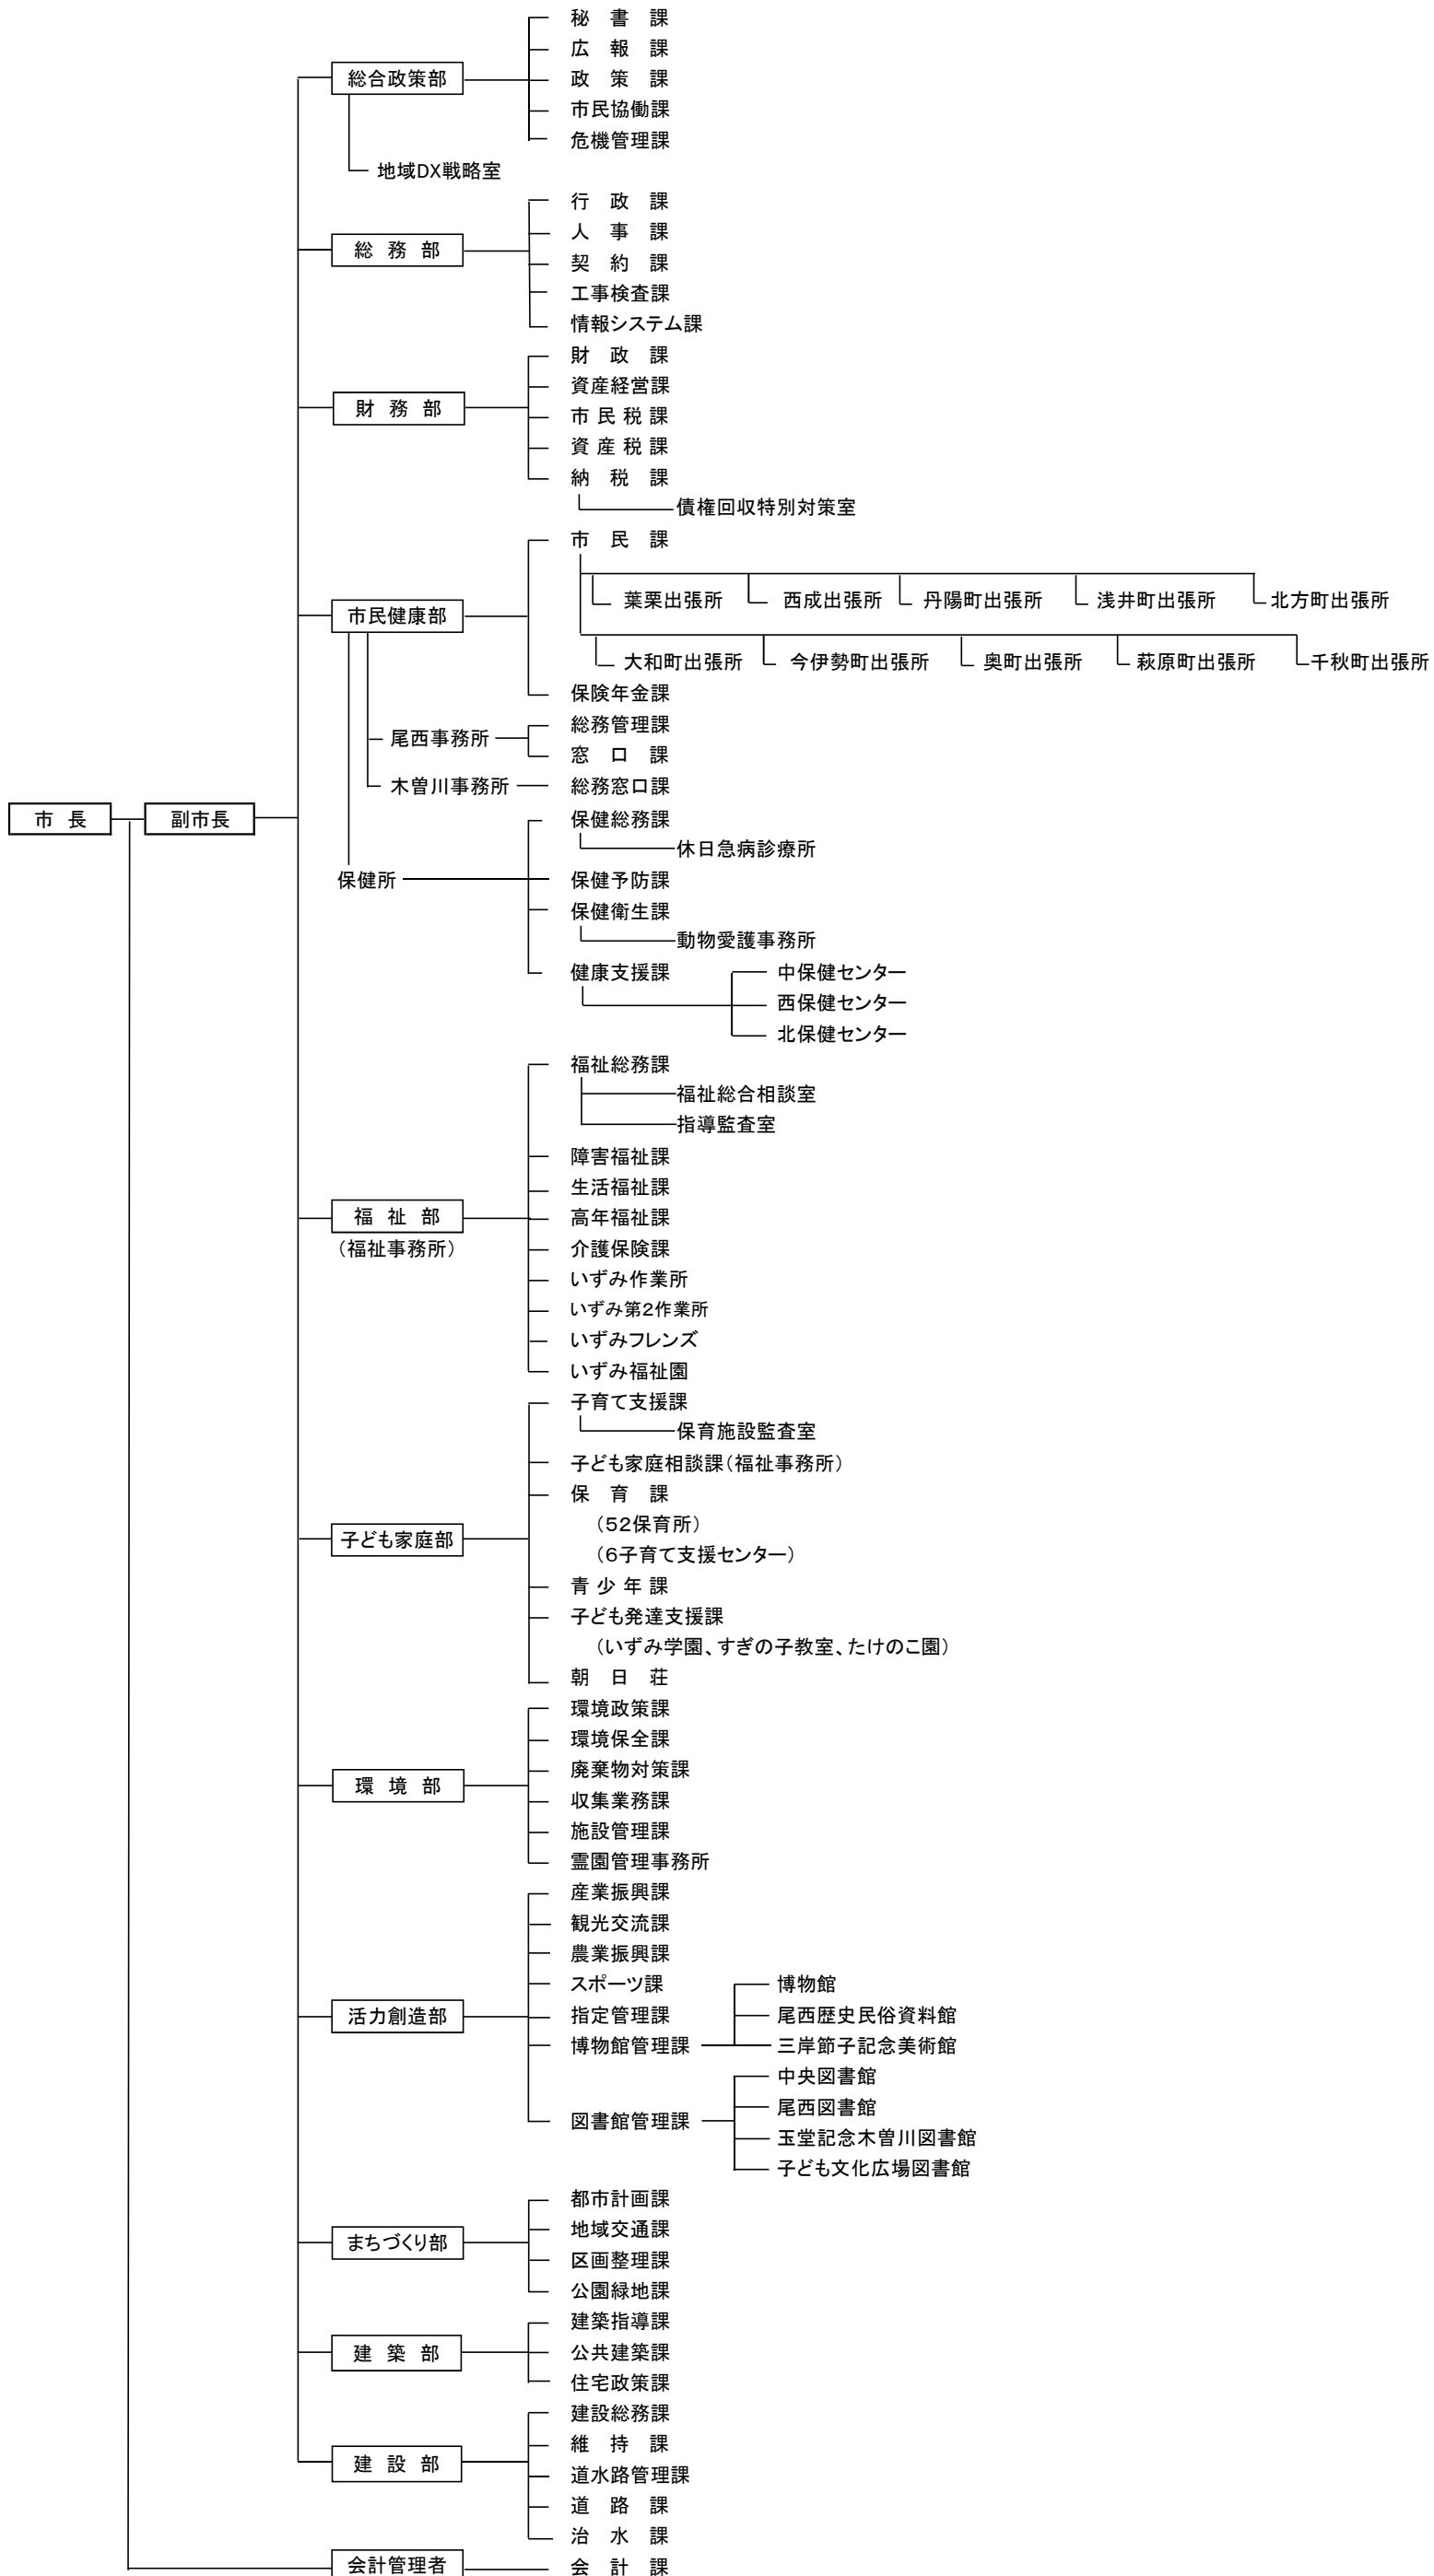 秘　書　課
広　報　課
総合政策部
政　策　課
市民協働課
危機管理課
地域DX戦略室
行　政　課
人　事　課
総　務　部
契　約　課
工事検査課
情報システム課
財　政　課
資産経営課
財　務　部
市 民 税 課
資 産 税 課
納　税　課
債権回収特別対策室
市　民　課
葉栗出張所　西成出張所　丹陽町出張所　浅井町出張所　北方町出張所
市民健康部
大和町出張所　今伊勢町出張所　奥町出張所　萩原町出張所　千秋町出張所
保険年金課
総務管理課
尾西事務所
窓　口　課
木曽川事務所　総務窓口課
市　長　副市長
保健総務課
休日急病診療所
保健所　保健予防課
保健衛生課
動物愛護事務所
健康支援課　中保健センター
西保健センター
北保健センター
福祉総務課
福祉総合相談室
指導監査室
障害福祉課
生活福祉課
福　祉　部　高年福祉課
（福祉事務所）　介護保険課
いずみ作業所
いずみ第2作業所
いずみフレンズ
いずみ福祉園
子育て支援課
保育施設監査室
子ども家庭相談課（福祉事務所）
保　育　課
（52保育所）
子ども家庭部
（6子育て支援センター）
青 少 年 課
子ども発達支援課
（いずみ学園、すぎの子教室、たけのこ園）
朝　日　荘
環境政策課
環境保全課
廃棄物対策課
環　境　部
収集業務課
施設管理課
霊園管理事務所
産業振興課
観光交流課
農業振興課
スポーツ課　博物館
活力創造部　指定管理課　尾西歴史民俗資料館
博物館管理課　三岸節子記念美術館
中央図書館
尾西図書館
図書館管理課
玉堂記念木曽川図書館
子ども文化広場図書館
都市計画課
地域交通課
まちづくり部
区画整理課
公園緑地課
建築指導課
建　築　部　公共建築課
住宅政策課
建設総務課
維　持　課
建　設　部
道水路管理課
道　路　課
治　水　課
会計管理者　会　計　課